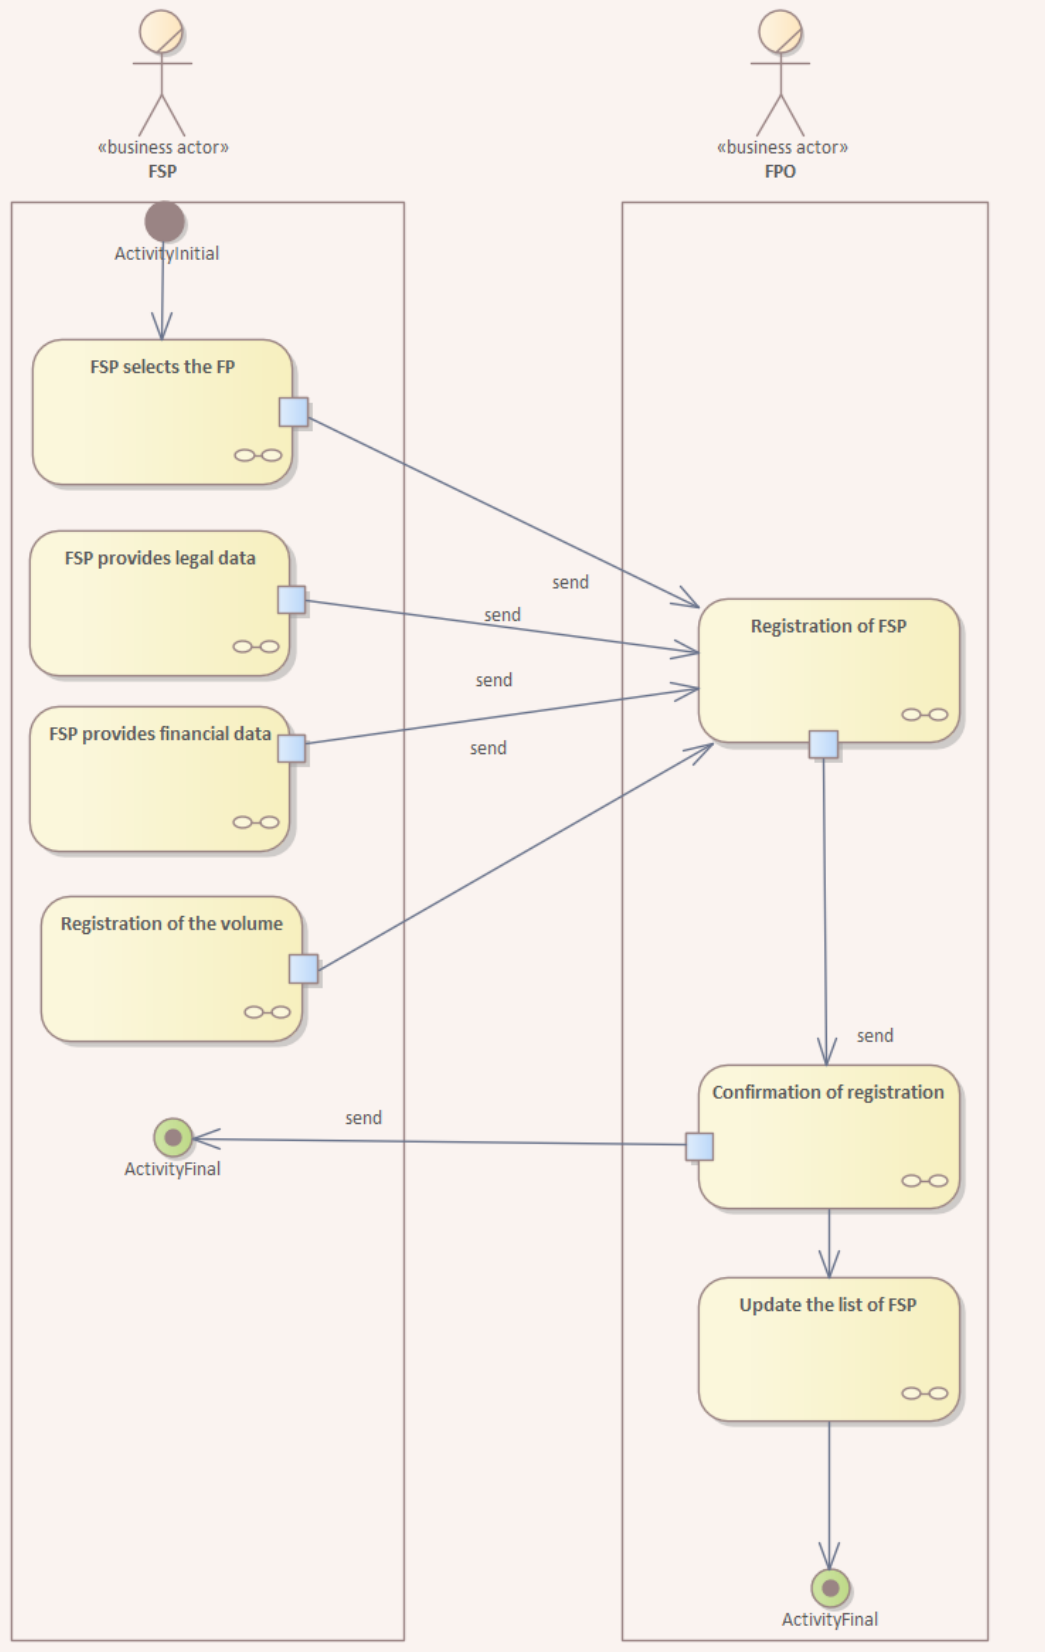 «business actor»
FSP
«business actor»
FPO
ActivityInitial
FSP selects the FP
FSP provides legal data
send
send
Registration of FSP
send
FSP provides financial data
send
Registration of the volume
send
Confirmation of registration
send
ActivityFinal
Update the list of FSP
ActivityFinal